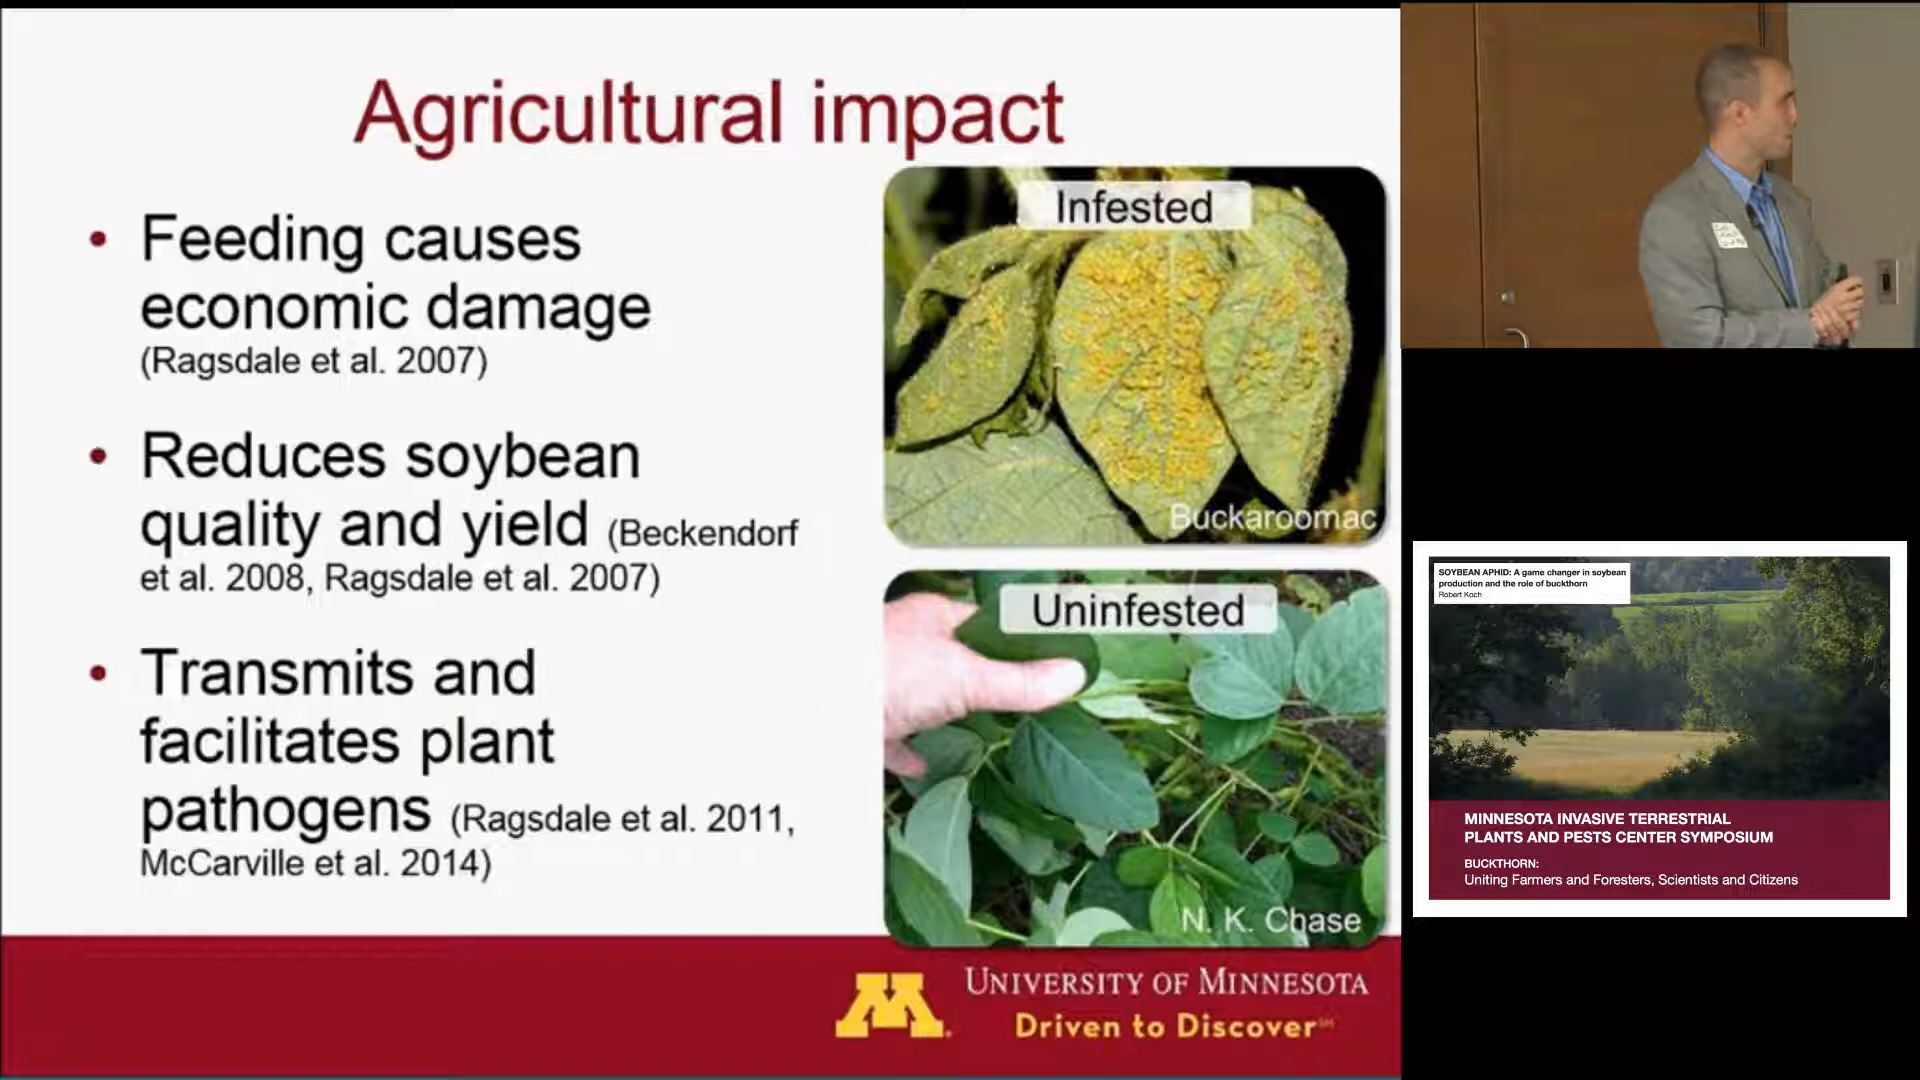 Agricultural impact
• Feeding causes
economic damage
(Ragsdale et al. 2007)
• Reduces soybean
quality and yield (Beckendorf
et al. 2008, Ragsdale et al. 2007)
• Transmits and
facilitates plant
pathogens (Ragsdale et al. 2011,
McCarville et al. 2014)
Infested
Buckaroomac
Uninfested
N. K. Chase
UNIVERSITY OF MINNESOTA
Driven to Discover℠
SOYBEAN APHID: A game changer in soybean
production and the role of buckthorn
Robert Koch
MINNESOTA INVASIVE TERRESTRIAL
PLANTS AND PESTS CENTER SYMPOSIUM
BUCKTHORN:
Uniting Farmers and Foresters, Scientists and Citizens